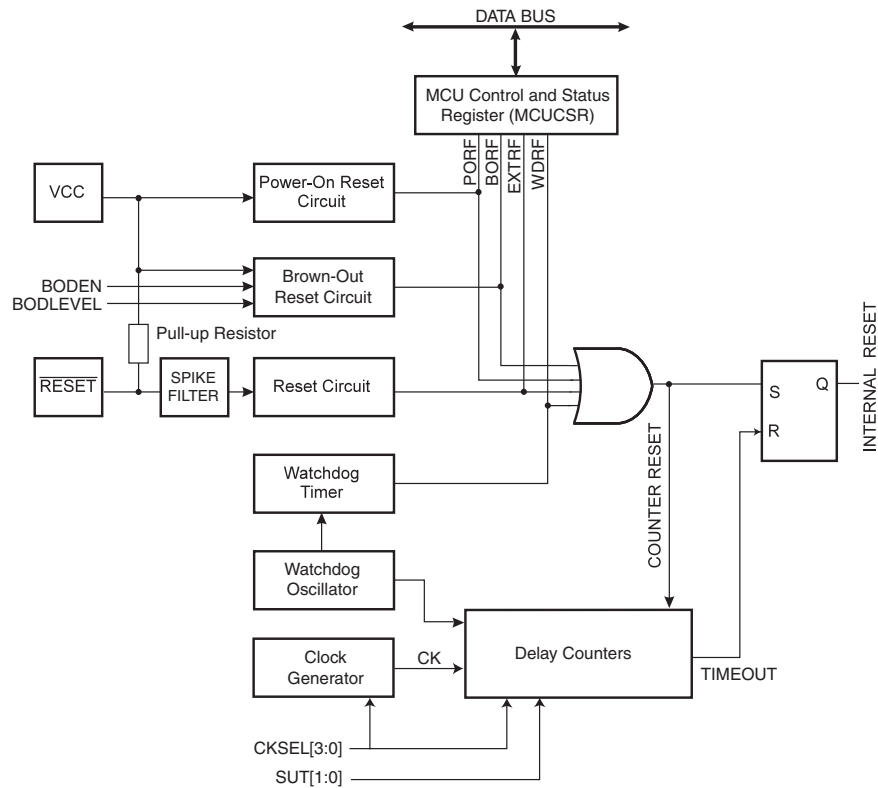 DATA BUS
MCU Control and Status
Register (MCUCSR)
PORF
BORF
EXTRF
WDRF
VCC
Power-On Reset
Circuit
BODEN
BODLEVEL
Brown-Out
Reset Circuit
Pull-up Resistor
RESET
SPIKE
FILTER
Reset Circuit
S
Q
R
INTERNAL RESET
Watchdog
Timer
COUNTER RESET
Watchdog
Oscillator
Clock
Generator
CK
Delay Counters
TIMEOUT
CKSEL[3:0]
SUT[1:0]